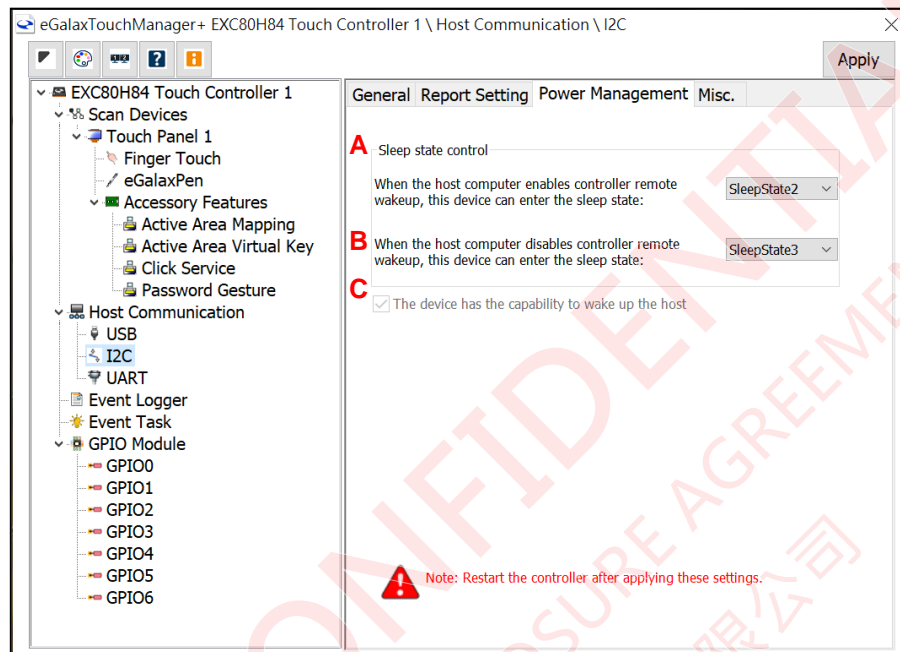 eGalaxTouchManager+ EXC80H84 Touch Controller 1 \ Host Communication \ I2C
Apply
EXC80H84 Touch Controller 1
Scan Devices
Touch Panel 1
Finger Touch
eGalaxPen
Accessory Features
Active Area Mapping
Active Area Virtual Key
Click Service
Password Gesture
Host Communication
USB
I2C
UART
Event Logger
Event Task
GPIO Module
GPIO0
GPIO1
GPIO2
GPIO3
GPIO4
GPIO5
GPIO6
General Report Setting Power Management Misc.
A
Sleep state control
When the host computer enables controller remote
wakeup, this device can enter the sleep state:
SleepState2
B
When the host computer disables controller remote
wakeup, this device can enter the sleep state:
SleepState3
C
The device has the capability to wake up the host
Note: Restart the controller after applying these settings.
CONFIDENTIA
OSURE AGREEME
限公司